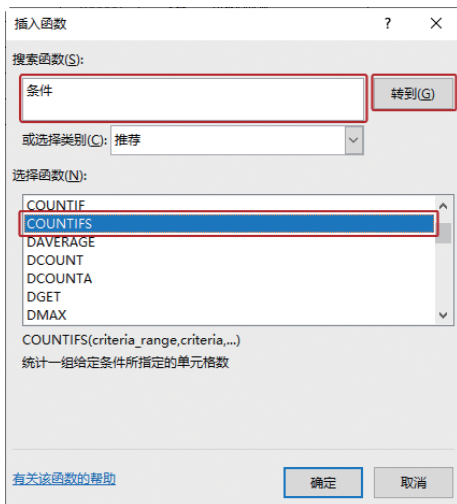 插入函数 ? ×
搜索函数(S):
条件
转到(G)
或选择类别(C): 推荐
选择函数(N):
COUNTIF
COUNTIFS
DAVERAGE
DCOUNT
DCOUNTA
DGET
DMAX
COUNTIFS(criteria_range,criteria,...)
统计一组给定条件所指定的单元格数
有关该函数的帮助
确定 取消